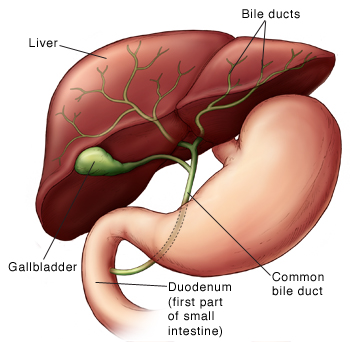 Bile ducts
Liver
Gallbladder
Duodenum
(first part
of small
intestine)
Common
bile duct